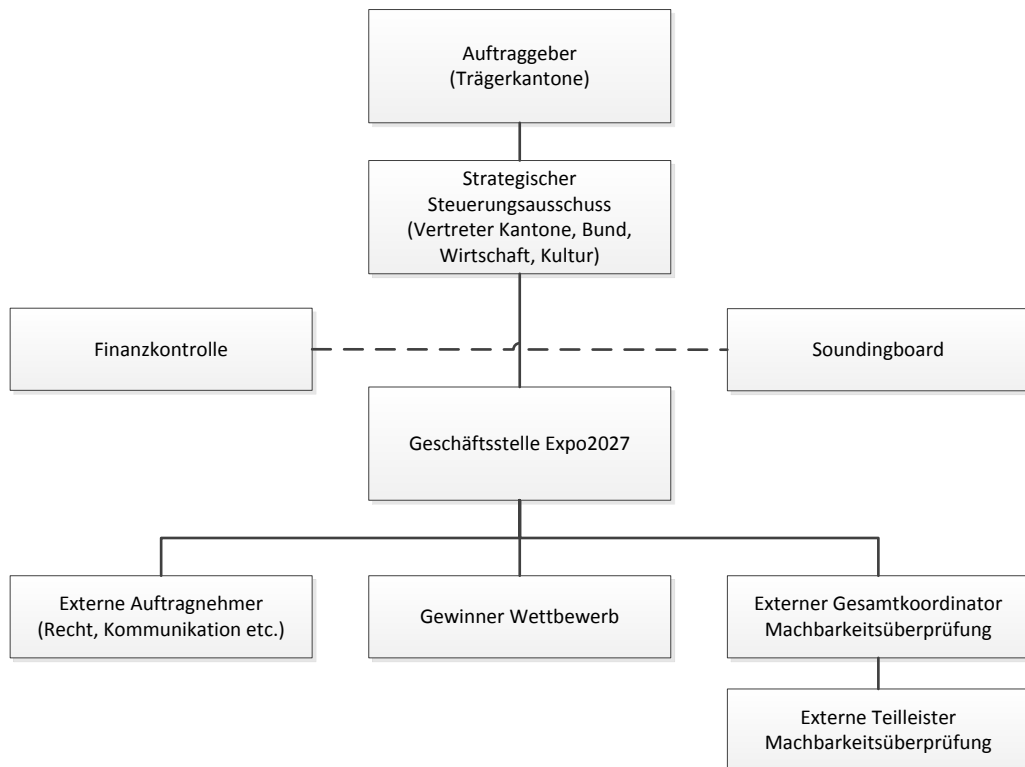 Auftraggeber
(Trägerkantone)
Strategischer
Steuerungsausschuss
(Vertreter Kantone, Bund,
Wirtschaft, Kultur)
Finanzkontrolle
Soundingboard
Geschäftsstelle Expo2027
Externe Auftragnehmer
(Recht, Kommunikation etc.)
Gewinner Wettbewerb
Externer Gesamtkoordinator
Machbarkeitsüberprüfung
Externe Teilleister
Machbarkeitsüberprüfung